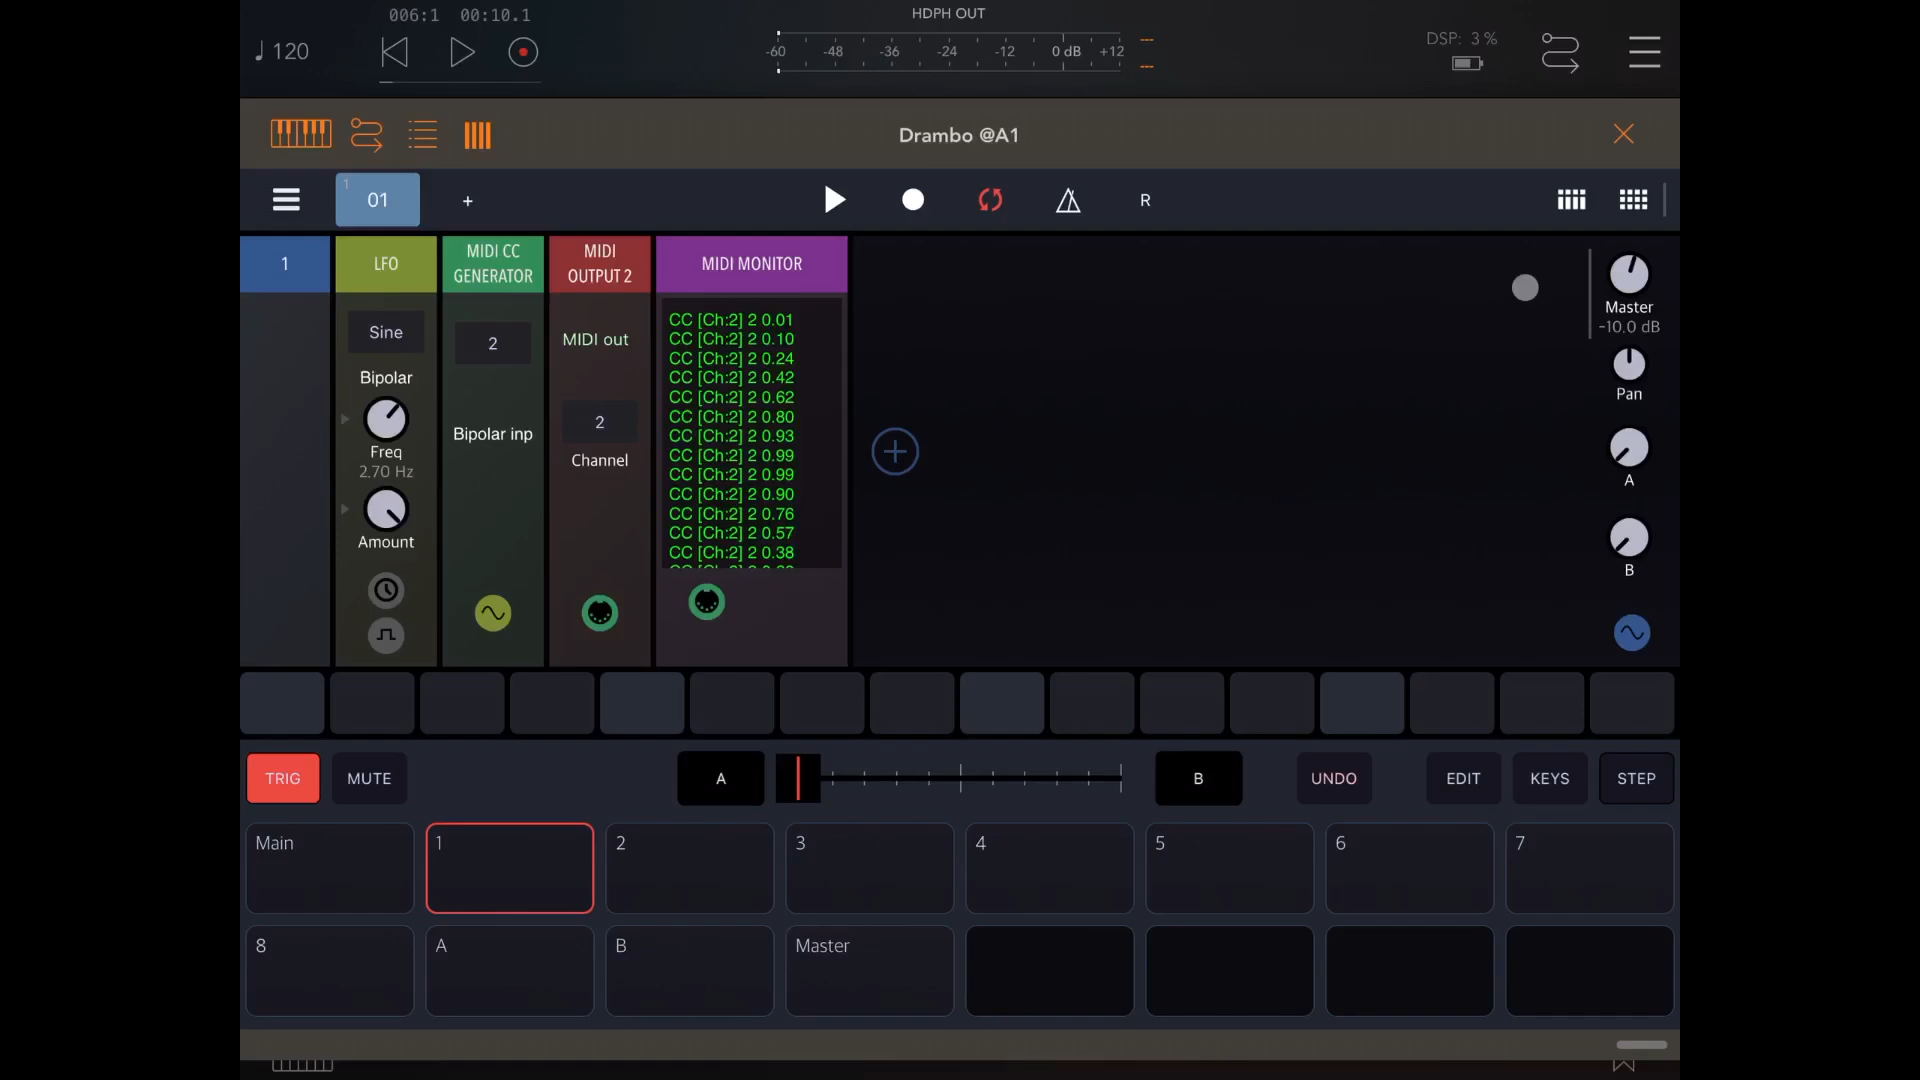 006:1 00:10.1
HDPH OUT
♩ 120
-60 -48 -36 -24 -12 0 dB +12
DSP: 3 %
Drambo @A1
1
01
+
R
1
LFO
MIDI CC
GENERATOR
MIDI
OUTPUT 2
MIDI MONITOR
Sine
Bipolar
Freq
2.70 Hz
Amount
2
Bipolar inp
MIDI out
2
Channel
CC [Ch:2] 2 0.01
CC [Ch:2] 2 0.10
CC [Ch:2] 2 0.24
CC [Ch:2] 2 0.42
CC [Ch:2] 2 0.62
CC [Ch:2] 2 0.80
CC [Ch:2] 2 0.93
CC [Ch:2] 2 0.99
CC [Ch:2] 2 0.99
CC [Ch:2] 2 0.90
CC [Ch:2] 2 0.76
CC [Ch:2] 2 0.57
CC [Ch:2] 2 0.38
Master
-10.0 dB
Pan
A
B
TRIG MUTE A B UNDO EDIT KEYS STEP
Main 1 2 3 4 5 6 7
8 A B Master